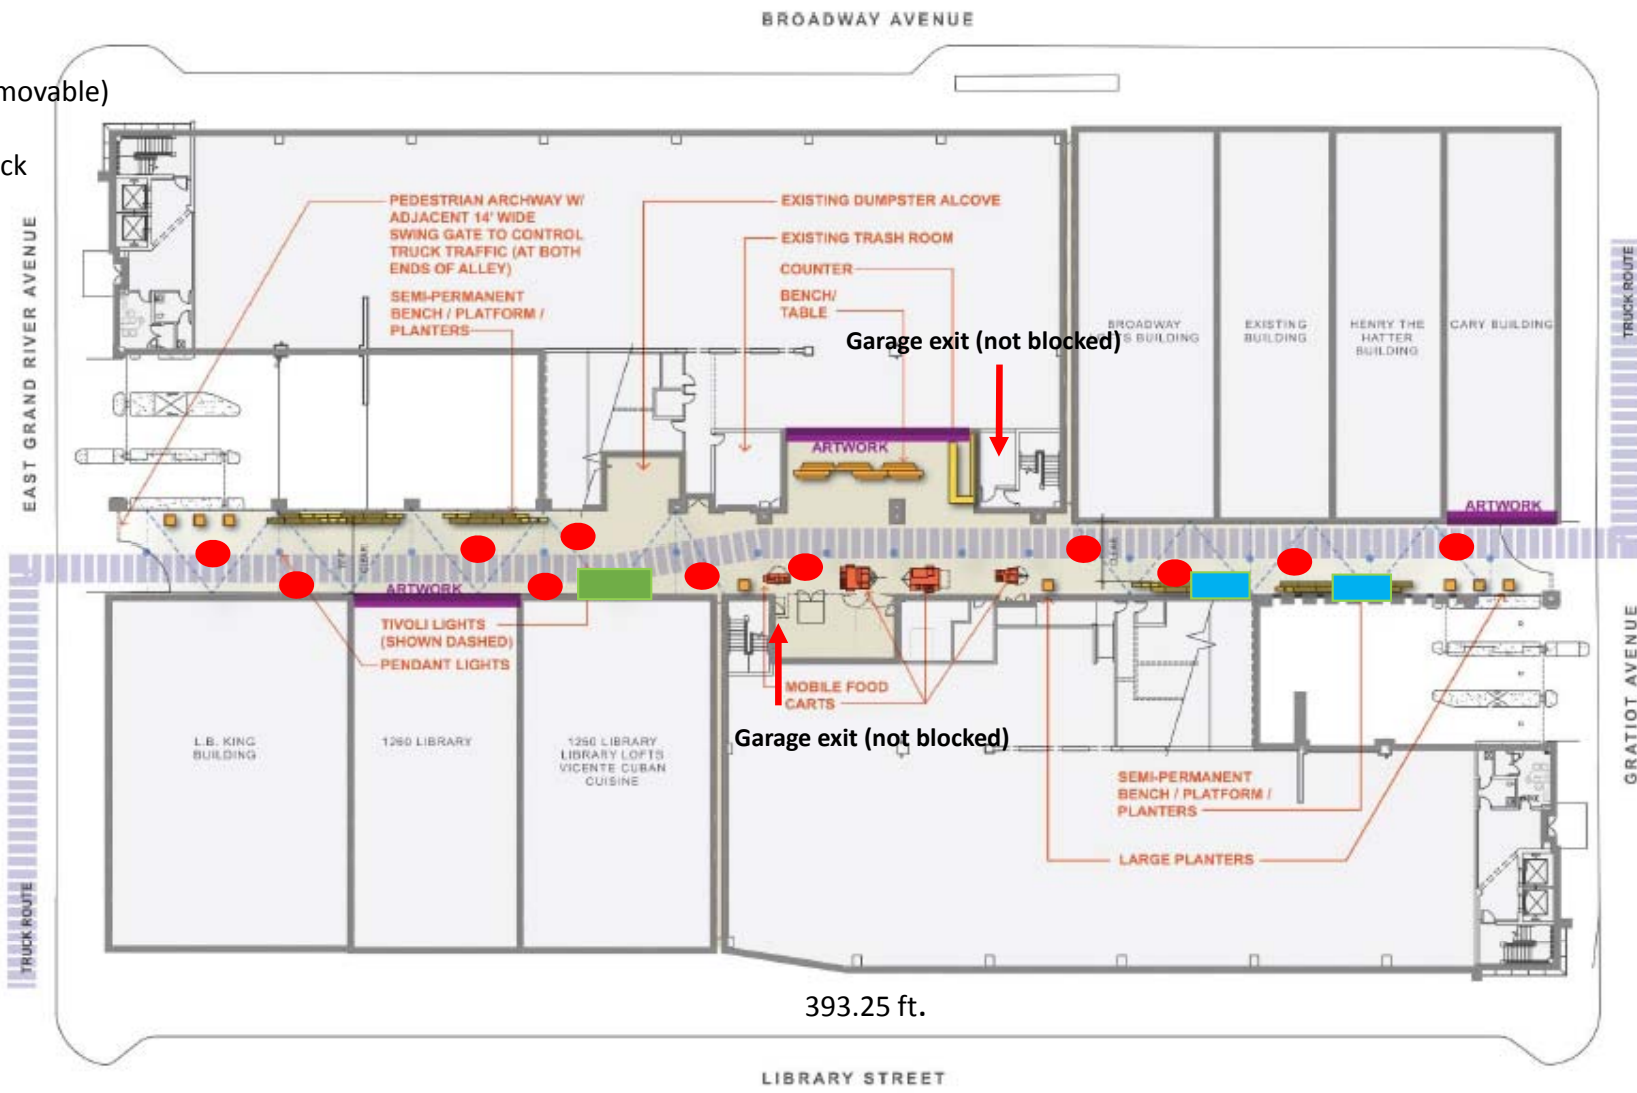 BROADWAY AVENUE
movable)
ck
EAST GRAND RIVER AVENUE
PEDESTRIAN ARCHWAY W/
ADJACENT 14' WIDE
SWING GATE TO CONTROL
TRUCK TRAFFIC (AT BOTH
ENDS OF ALLEY)
SEMI-PERMANENT
BENCH / PLATFORM /
PLANTERS
EXISTING DUMPSTER ALCOVE
EXISTING TRASH ROOM
COUNTER
BENCH/
TABLE
Garage exit (not blocked)
BROADWAY
S BUILDING
EXISTING
BUILDING
HENRY THE
HATTER
BUILDING
CARY BUILDING
TRUCK ROUTE
ARTWORK
ARTWORK
CLEAR
CLEAR
ARTWORK
TIVOLI LIGHTS
(SHOWN DASHED)
PENDANT LIGHTS
MOBILE FOOD
CARTS
Garage exit (not blocked)
L.B. KING
BUILDING
1260 LIBRARY
1250 LIBRARY
LIBRARY LOFTS
VICENTE CUBAN
CUISINE
SEMI-PERMANENT
BENCH / PLATFORM /
PLANTERS
LARGE PLANTERS
GRATIOT AVENUE
TRUCK ROUTE
393.25 ft.
LIBRARY STREET